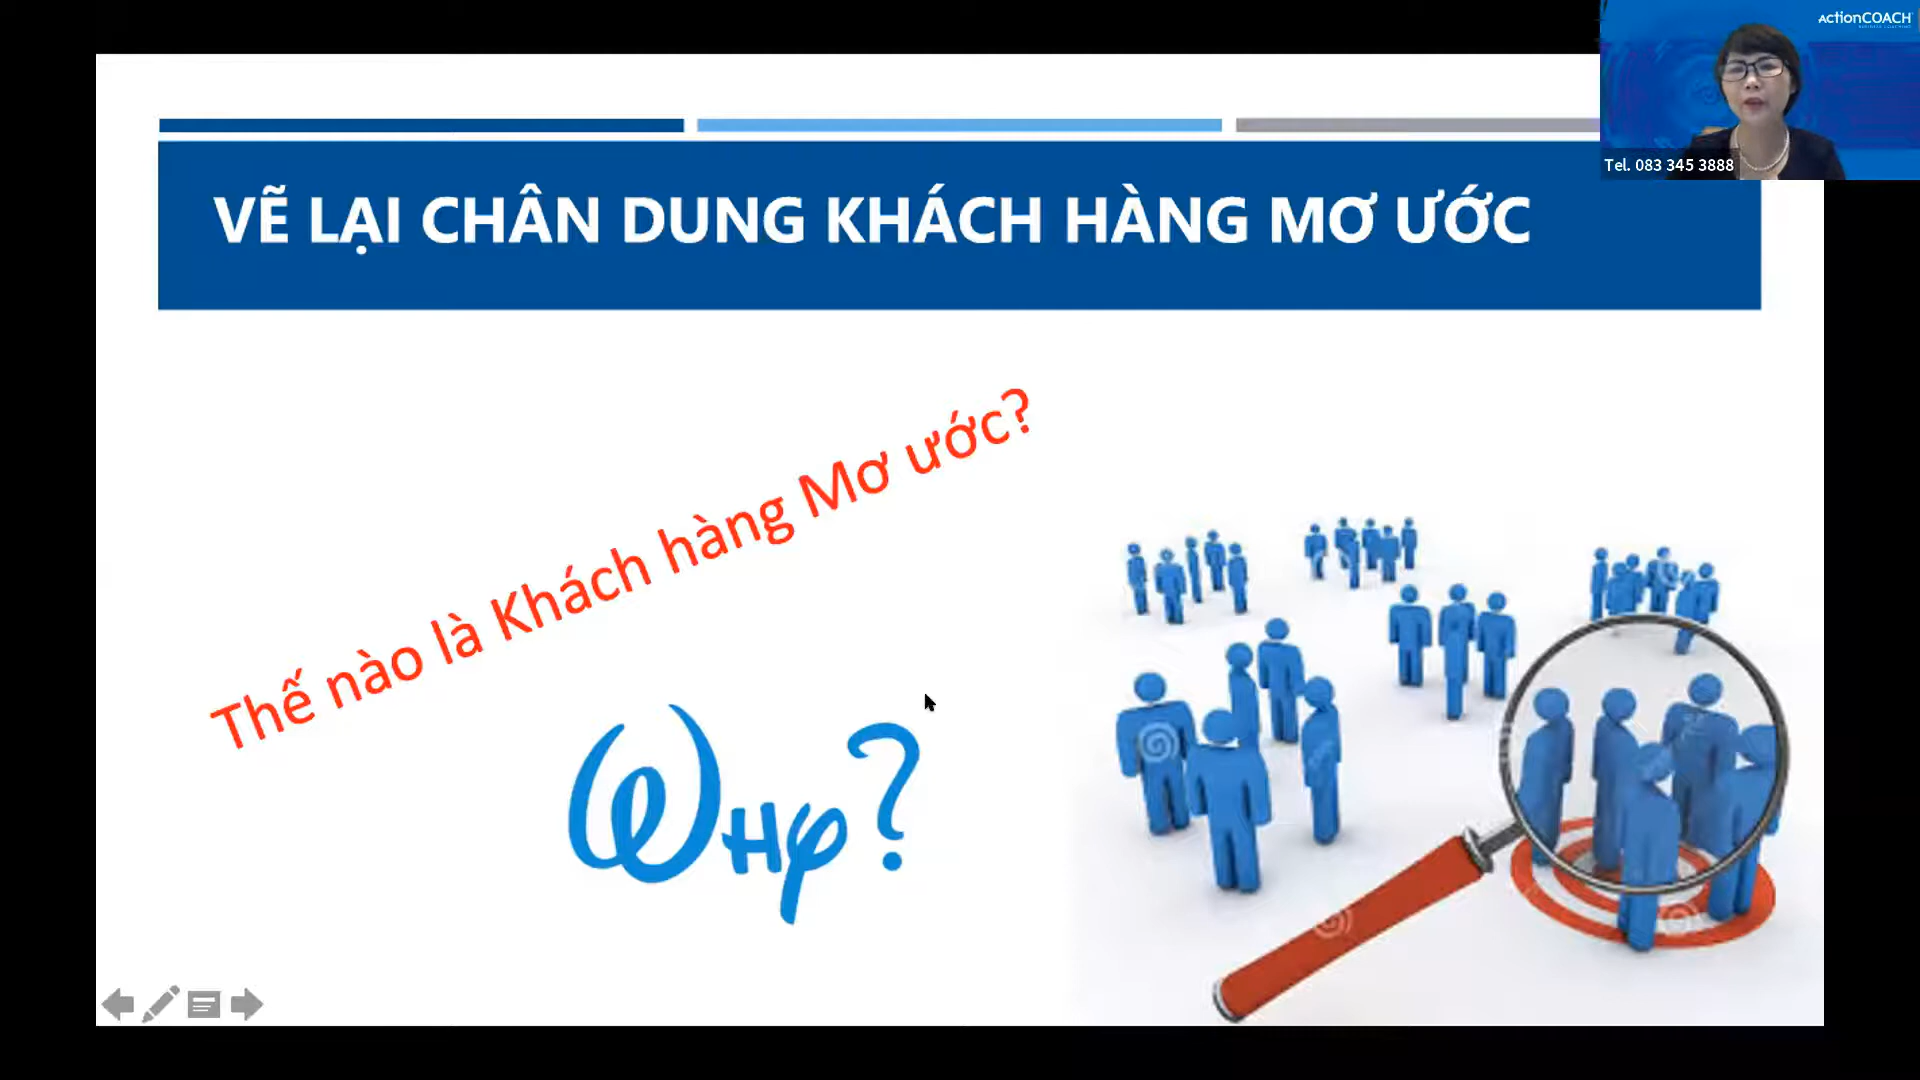 ActionCOACH
Tel. 083 345 3888
VẼ LẠI CHÂN DUNG KHÁCH HÀNG MƠ ƯỚC
Thế nào là Khách hàng Mơ ước?
Why?